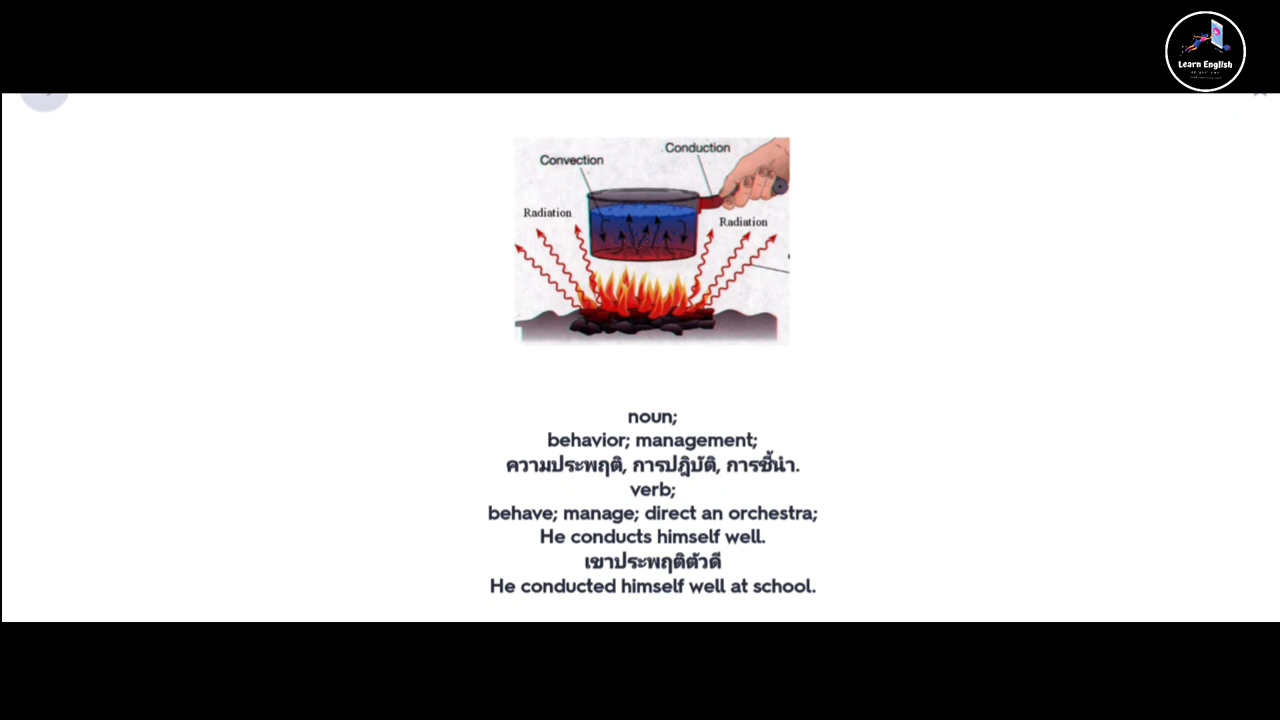 Learn English
Convection
Conduction
Radiation
Radiation
noun;
behavior; management;
ความประพฤติ, การปฎิบัติ, การชี้นำ.
verb;
behave; manage; direct an orchestra;
He conducts himself well.
เขาประพฤติตัวดี
He conducted himself well at school.